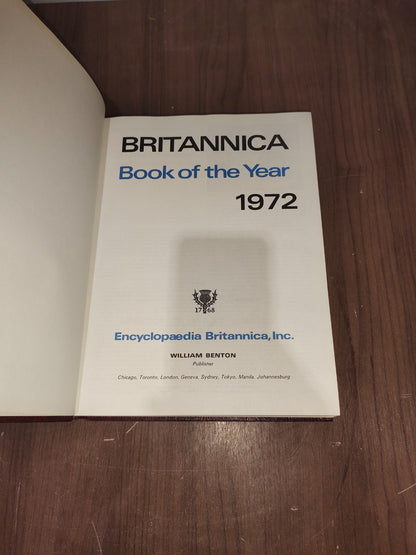 BRITANNICA
Book of the Year
1972
17 68
Encyclopaedia Britannica, Inc.
WILLIAM BENTON
Publisher
Chicago, Toronto, London, Geneva, Sydney, Tokyo, Manila, Johannesburg